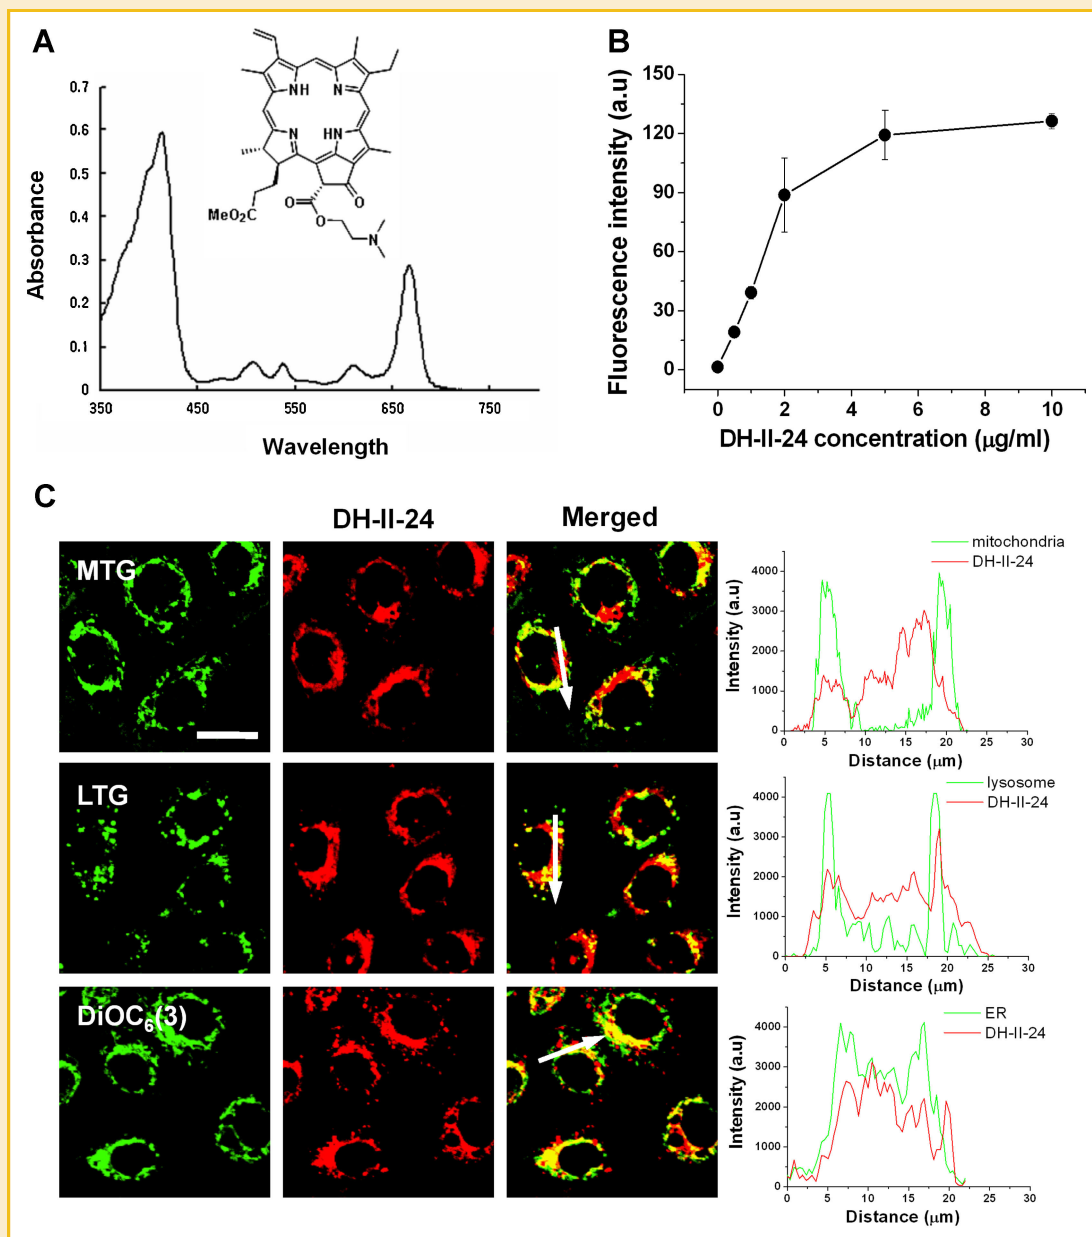 A
NH
N
N
HN
MeO2C
O
O
O
N
Absorbance
0.7
0.6
0.5
0.4
0.3
0.2
0.1
0
350 450 550 650 750
Wavelength
B
Fluorescence intensity (a.u)
150
120
90
60
30
0
0 2 4 6 8 10
DH-II-24 concentration (μg/ml)
C
DH-II-24 Merged
MTG
mitochondria
DH-II-24
Intensity (a.u)
4000
3000
2000
1000
0
0 5 10 15 20 25 30
Distance (μm)
LTG
lysosome
DH-II-24
Intensity (a.u)
4000
3000
2000
1000
0
0 5 10 15 20 25 30
Distance (μm)
DiOC6(3)
ER
DH-II-24
Intensity (a.u)
4000
3000
2000
1000
0
0 5 10 15 20 25 30
Distance (μm)